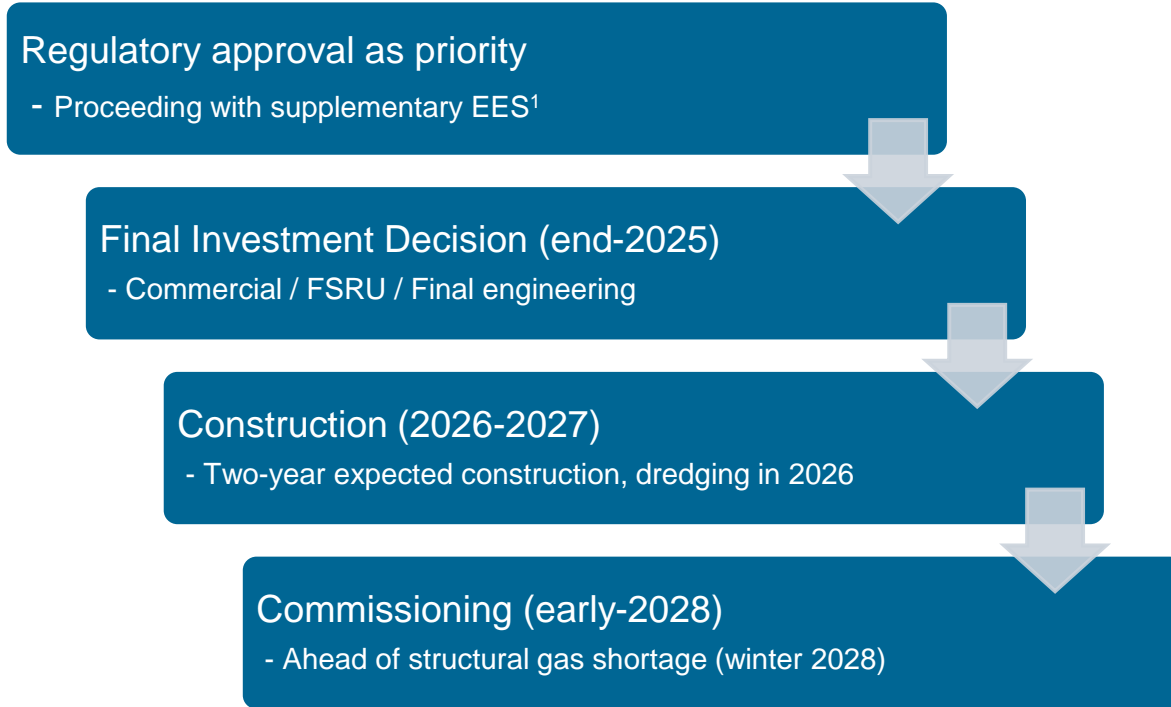 Regulatory approval as priority
- Proceeding with supplementary EES¹
Final Investment Decision (end-2025)
- Commercial / FSRU / Final engineering
Construction (2026-2027)
- Two-year expected construction, dredging in 2026
Commissioning (early-2028)
- Ahead of structural gas shortage (winter 2028)